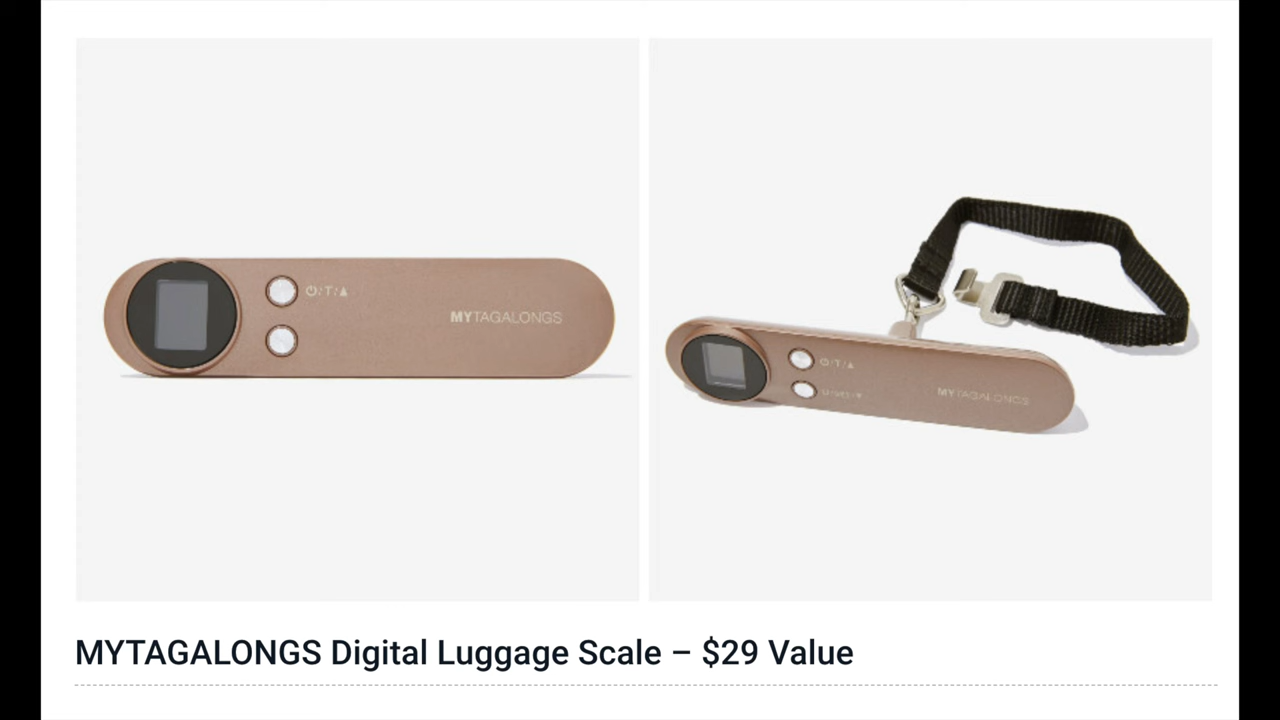 /T/▲
MYTAGALONGS
/T/▲
MYTAGALONGS
MYTAGALONGS Digital Luggage Scale – $29 Value